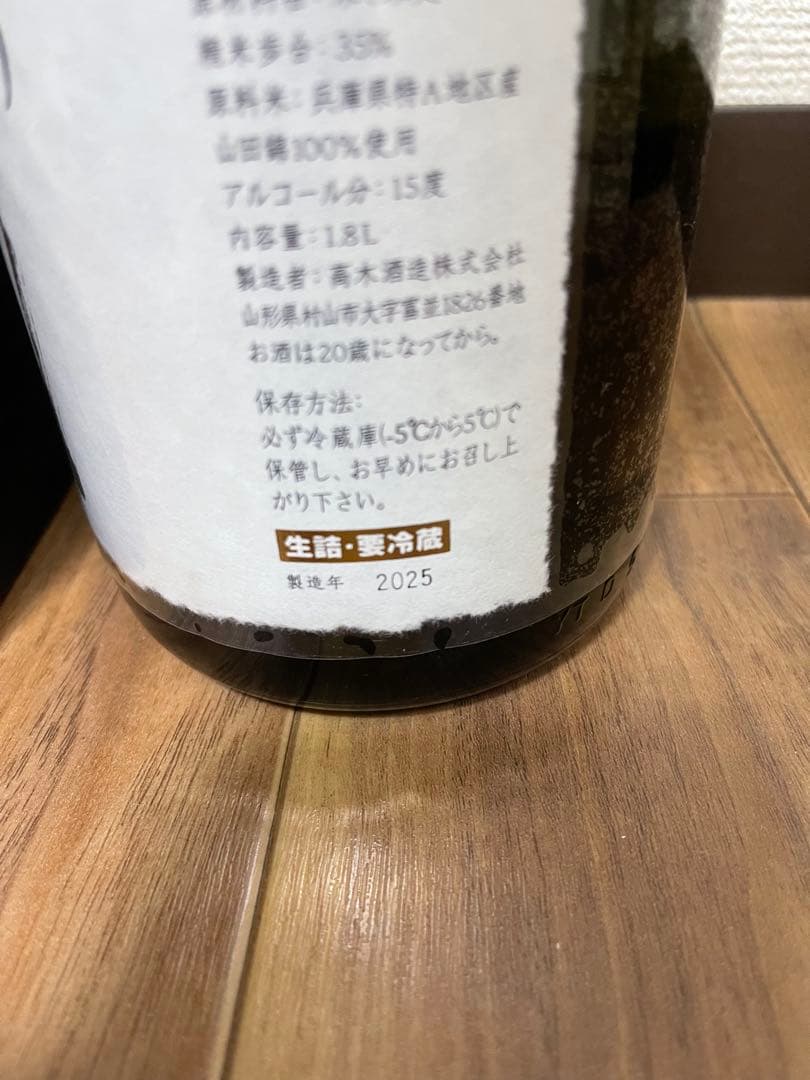 精米歩合：35%
原料米：兵庫県特A地区産
山田錦100%使用
アルコール分：15度
内容量：1.8L
製造者：高木酒造株式会社
山形県村山市大字富並1826番地
お酒は20歳になってから。
保存方法：
必ず冷蔵庫(-5℃から5℃)で
保管し、お早めにお召し上
がり下さい。
生詰・要冷蔵
製造年 2025